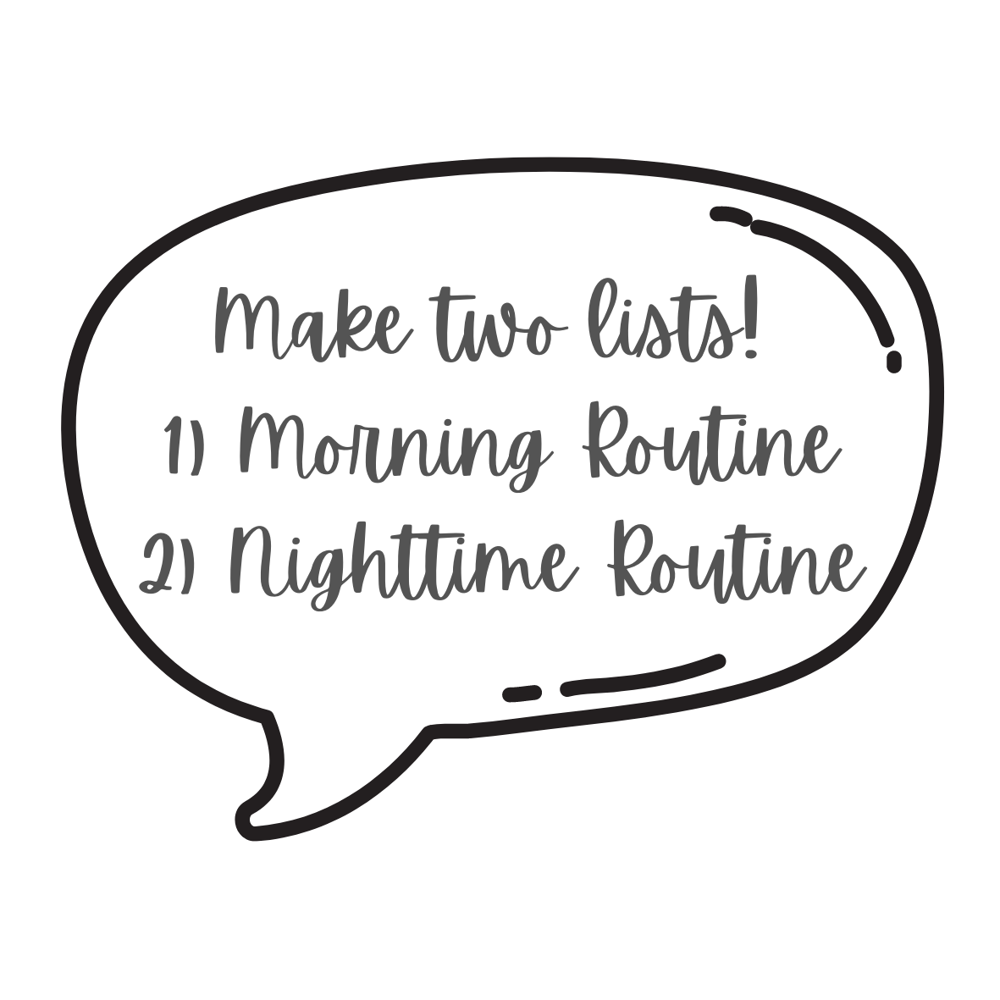 Make two lists!
1) Morning Routine
2) Nighttime Routine